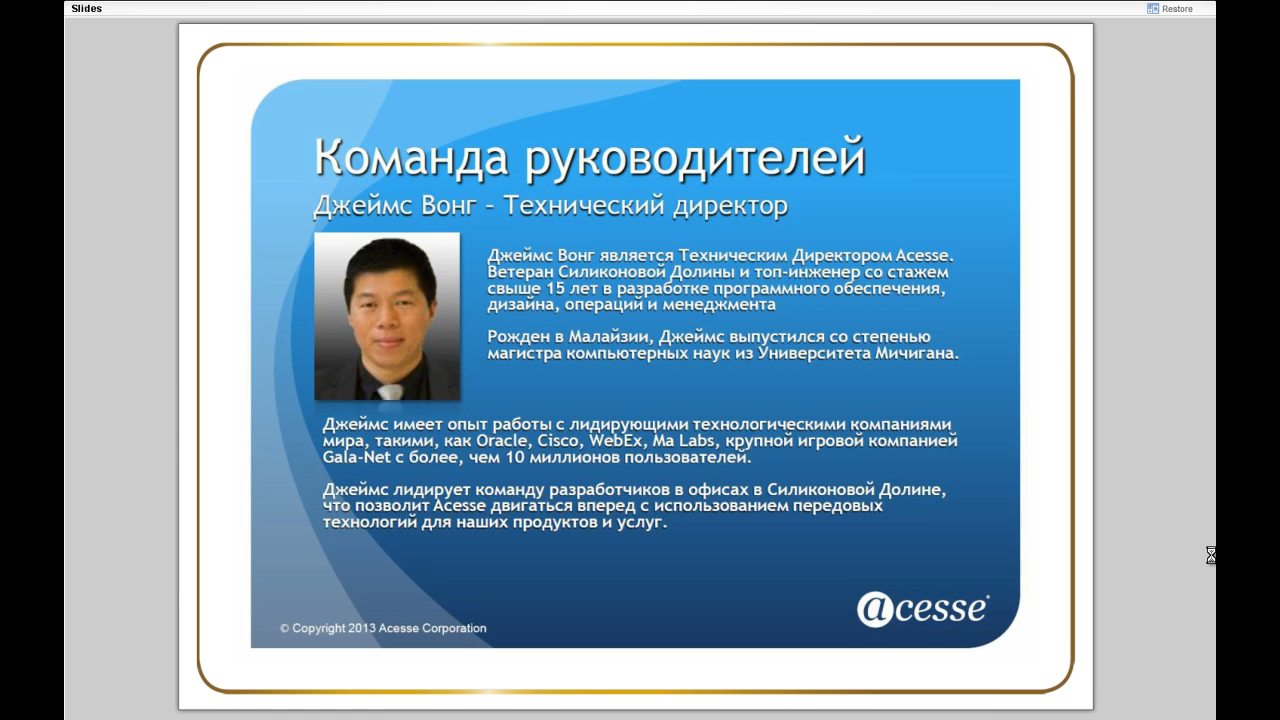 Slides
Restore
Команда руководителей
Джеймс Вонг – Технический директор
Джеймс Вонг является Техническим Директором Acesse.
Ветеран Силиконовой Долины и топ-инженер со стажем
свыше 15 лет в разработке программного обеспечения,
дизайна, операций и менеджмента
Рожден в Малайзии, Джеймс выпустился со степенью
магистра компьютерных наук из Университета Мичигана.
Джеймс имеет опыт работы с лидирующими технологическими компаниями
мира, такими, как Oracle, Cisco, WebEx, Ma Labs, крупной игровой компанией
Gala-Net с более, чем 10 миллионов пользователей.
Джеймс лидирует команду разработчиков в офисах в Силиконовой Долине,
что позволит Acesse двигаться вперед с использованием передовых
технологий для наших продуктов и услуг.
acesse
© Copyright 2013 Acesse Corporation